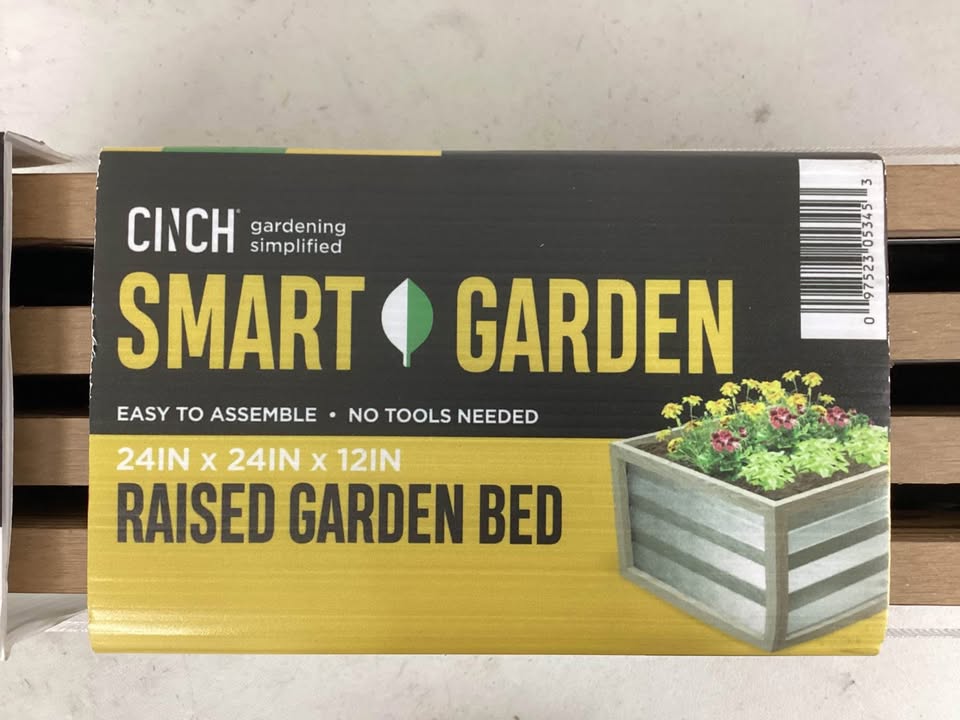 CINCH® gardening
simplified
SMART GARDEN
EASY TO ASSEMBLE • NO TOOLS NEEDED
24IN x 24IN x 12IN
RAISED GARDEN BED
0 97523 05345 3